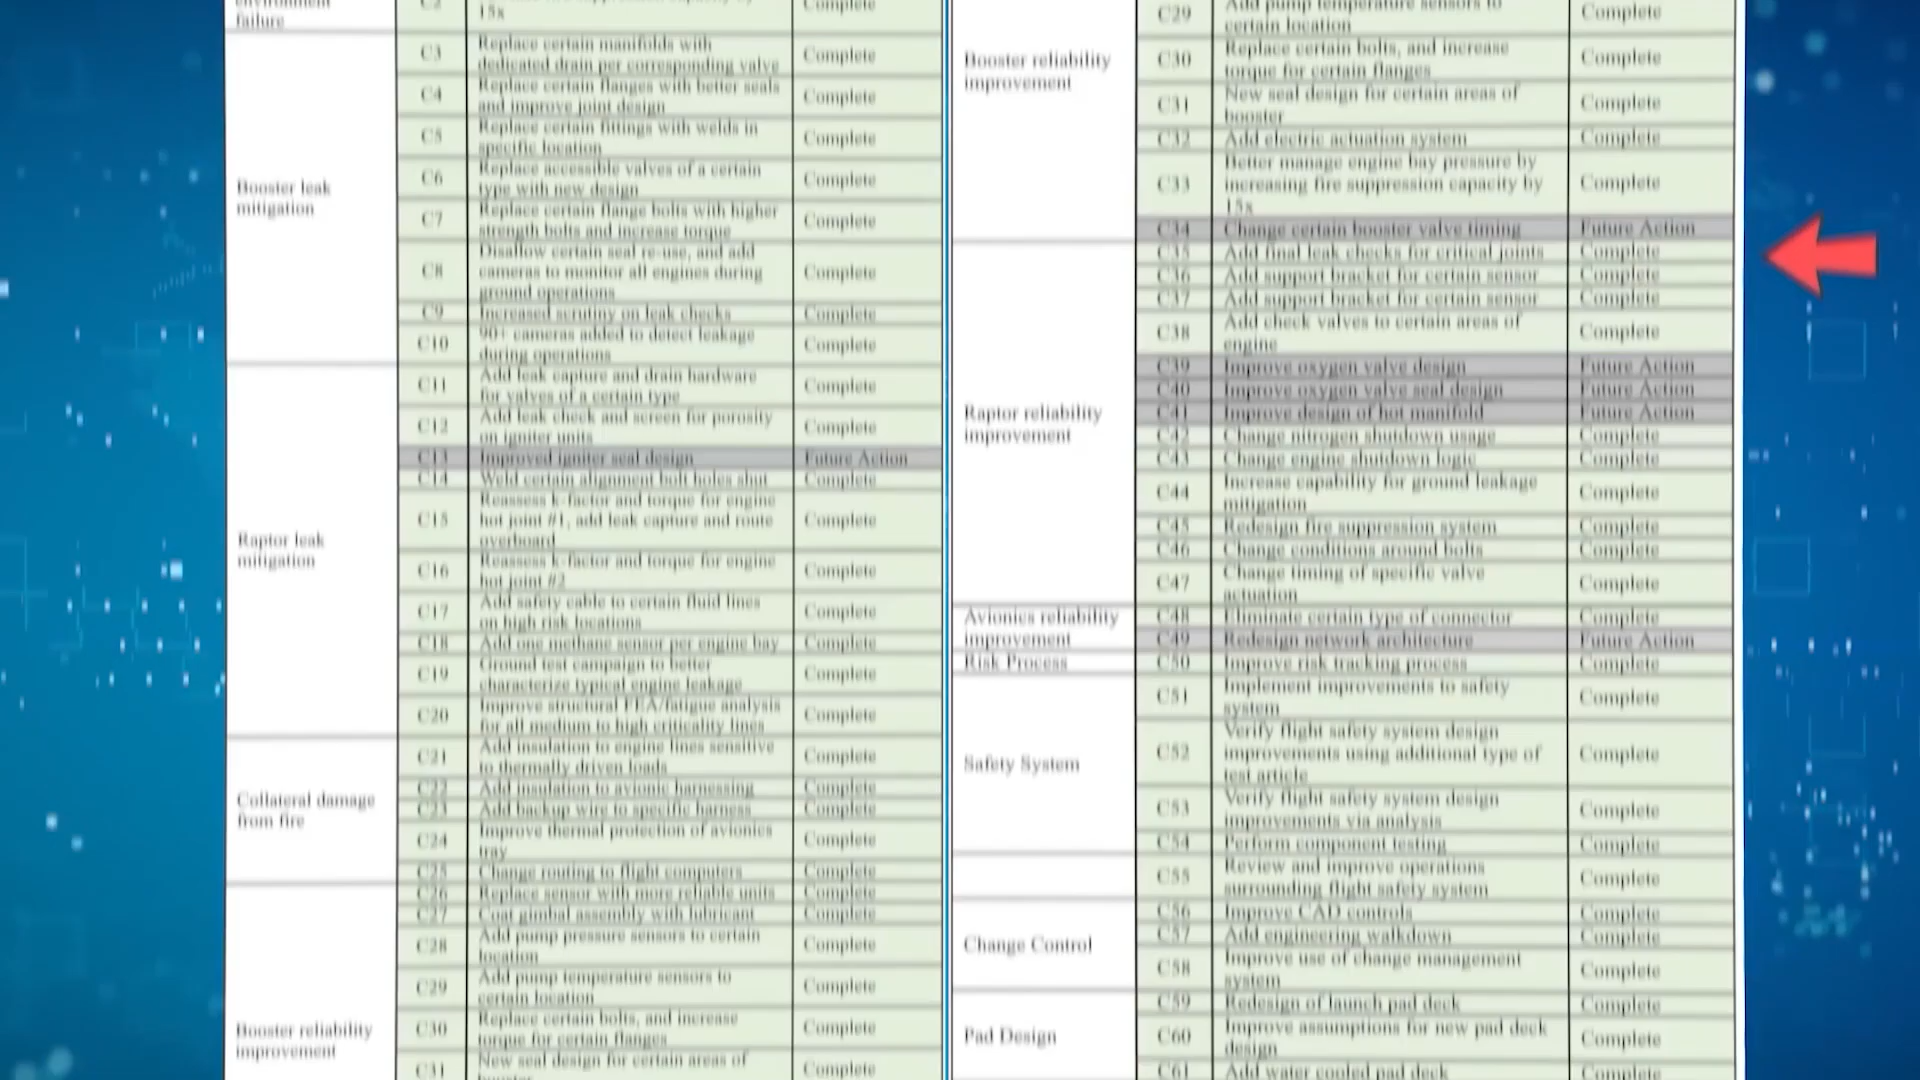 failure
15x
Complete
Booster leak
mitigation
C3
Replace certain manifolds with
dedicated drain per corresponding valve
Complete
C4
Replace certain flanges with better seals
and improve joint design
Complete
C5
Replace certain fittings with welds in
specific location
Complete
C6
Replace accessible valves of a certain
type with new design
Complete
C7
Replace certain flange bolts with higher
strength bolts and increase torque
Complete
C8
Disallow certain seal re-use, and add
cameras to monitor all engines during
ground operations
Complete
C9
Increased scrutiny on leak checks
Complete
C10
90+ cameras added to detect leakage
during operations
Complete
Raptor leak
mitigation
C11
Add leak capture and drain hardware
for valves of a certain type
Complete
C12
Add leak check and screen for porosity
on igniter units
Complete
C13
Improved igniter seal design
Future Action
C14
Weld certain alignment bolt holes shut
Complete
C15
Reassess k-factor and torque for engine
hot joint #1, add leak capture and route
overboard
Complete
C16
Reassess k-factor and torque for engine
hot joint #2
Complete
C17
Add safety cable to certain fluid lines
on high risk locations
Complete
C18
Add one methane sensor per engine bay
Complete
C19
Ground test campaign to better
characterize typical engine leakage
Complete
C20
Improve structural FEA/fatigue analysis
for all medium to high criticality lines
Complete
Collateral damage
from fire
C21
Add insulation to engine lines sensitive
to thermally driven loads
Complete
C22
Add insulation to avionic harnessing
Complete
C23
Add backup wire to specific harness
Complete
C24
Improve thermal protection of avionics
tray
Complete
C25
Change routing to flight computers
Complete
Booster reliability
improvement
C26
Replace sensor with more reliable units
Complete
C27
Coat gimbal assembly with lubricant
Complete
C28
Add pump pressure sensors to certain
location
Complete
C29
Add pump temperature sensors to
certain location
Complete
C30
Replace certain bolts, and increase
torque for certain flanges
Complete
C31
New seal design for certain areas of
Complete
Booster reliability
improvement
C29
Add pump temperature sensors to
certain location
Complete
C30
Replace certain bolts, and increase
torque for certain flanges
Complete
C31
New seal design for certain areas of
booster
Complete
C32
Add electric actuation system
Complete
C33
Better manage engine bay pressure by
increasing fire suppression capacity by
15x
Complete
C34
Change certain booster valve timing
Future Action
Raptor reliability
improvement
C35
Add final leak checks for critical joints
Complete
C36
Add support bracket for certain sensor
Complete
C37
Add support bracket for certain sensor
Complete
C38
Add check valves to certain areas of
engine
Complete
C39
Improve oxygen valve design
Future Action
C40
Improve oxygen valve seal design
Future Action
C41
Improve design of hot manifold
Future Action
C42
Change nitrogen shutdown usage
Complete
C43
Change engine shutdown logic
Complete
C44
Increase capability for ground leakage
mitigation
Complete
C45
Redesign fire suppression system
Complete
C46
Change conditions around bolts
Complete
C47
Change timing of specific valve
actuation
Complete
Avionics reliability
improvement
C48
Eliminate certain type of connector
Complete
C49
Redesign network architecture
Future Action
Risk Process
C50
Improve risk tracking process
Complete
Safety System
C51
Implement improvements to safety
system
Complete
C52
Verify flight safety system design
improvements using additional type of
test article
Complete
C53
Verify flight safety system design
improvements via analysis
Complete
C54
Perform component testing
Complete
C55
Review and improve operations
surrounding flight safety system
Complete
Change Control
C56
Improve CAD controls
Complete
C57
Add engineering walkdown
Complete
C58
Improve use of change management
system
Complete
Pad Design
C59
Redesign of launch pad deck
Complete
C60
Improve assumptions for new pad deck
design
Complete
C61
Add water cooled pad deck
Complete